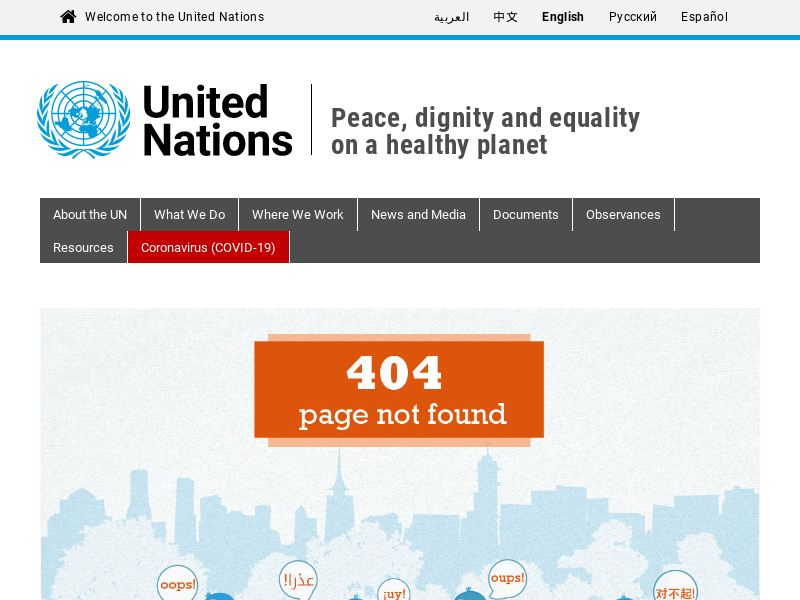 Welcome to the United Nations
العربية 中文 English Русский Español
United
Nations
Peace, dignity and equality
on a healthy planet
About the UN What We Do Where We Work News and Media Documents Observances
Resources Coronavirus (COVID-19)
404
page not found
oops! عذرا!! ¡uy! oups! 对不起!